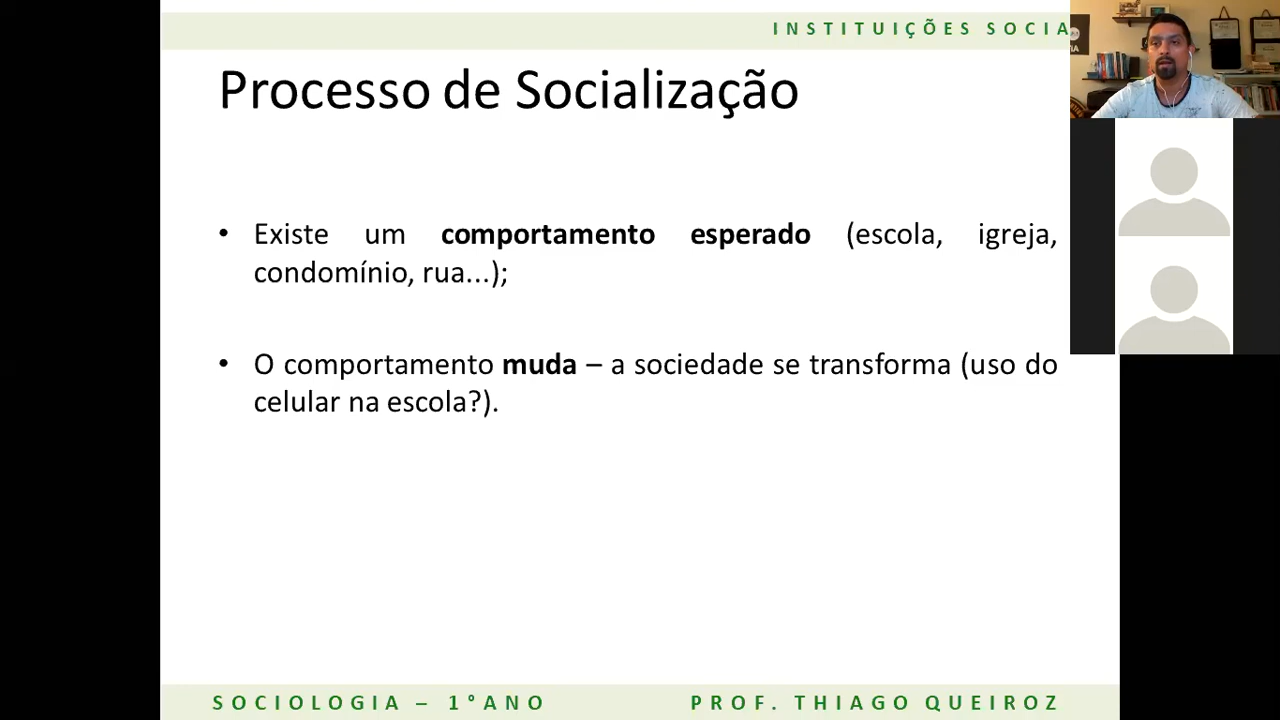 INSTITUIÇÕES SOCIA
Processo de Socialização
• Existe um comportamento esperado (escola, igreja,
condomínio, rua...);
• O comportamento muda – a sociedade se transforma (uso do
celular na escola?).
SOCIOLOGIA – 1°ANO
PROF. THIAGO QUEIROZ